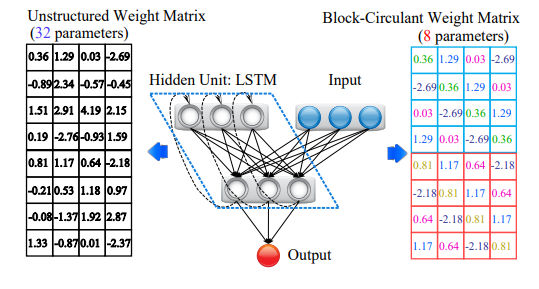 Unstructured Weight Matrix
(32 parameters)
0.36 1.29 0.03 -2.69
-0.89 2.34 -0.57 -0.45
1.51 2.91 4.19 2.15
0.19 -2.76 -0.93 1.59
0.81 1.17 0.64 -2.18
-0.21 0.53 1.18 0.97
-0.08 -1.37 1.92 2.87
1.33 -0.87 0.01 -2.37
Hidden Unit: LSTM
Input
Output
Block-Circulant Weight Matrix
(8 parameters)
0.36 1.29 0.03 -2.69
-2.69 0.36 1.29 0.03
0.03 -2.69 0.36 1.29
1.29 0.03 -2.69 0.36
0.81 1.17 0.64 -2.18
-2.18 0.81 1.17 0.64
0.64 -2.18 0.81 1.17
1.17 0.64 -2.18 0.81